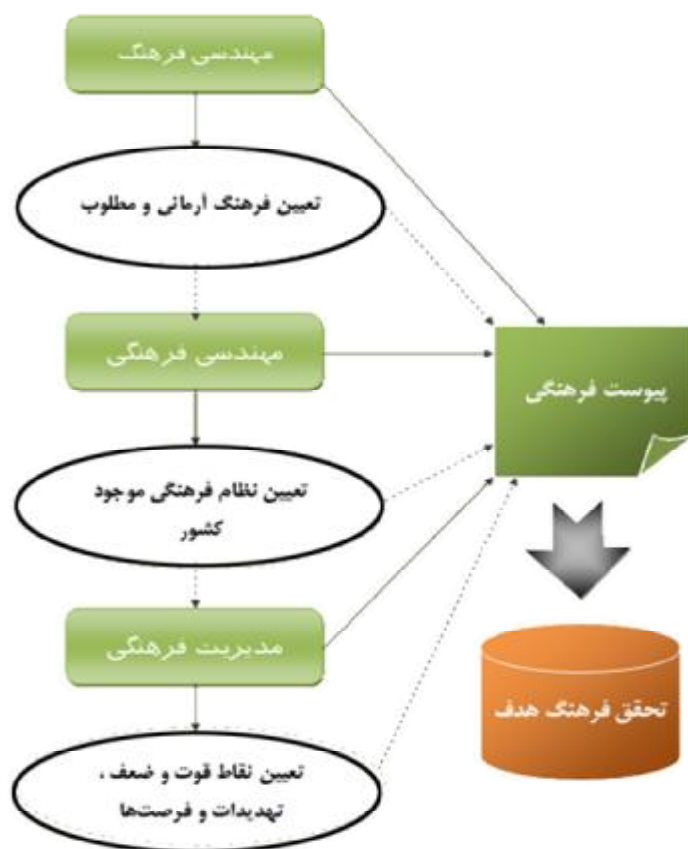 مهندسی فرهنگ
تعیین فرهنگ آرمانی و مطلوب
مهندسی فرهنگی
پیوست فرهنگی
تعیین نظام فرهنگی موجود
کشور
مدیریت فرهنگی
تحقق فرهنگ هدف
تعیین نقاط قوت و ضعف ،
تهدیدات و فرصت‌ها